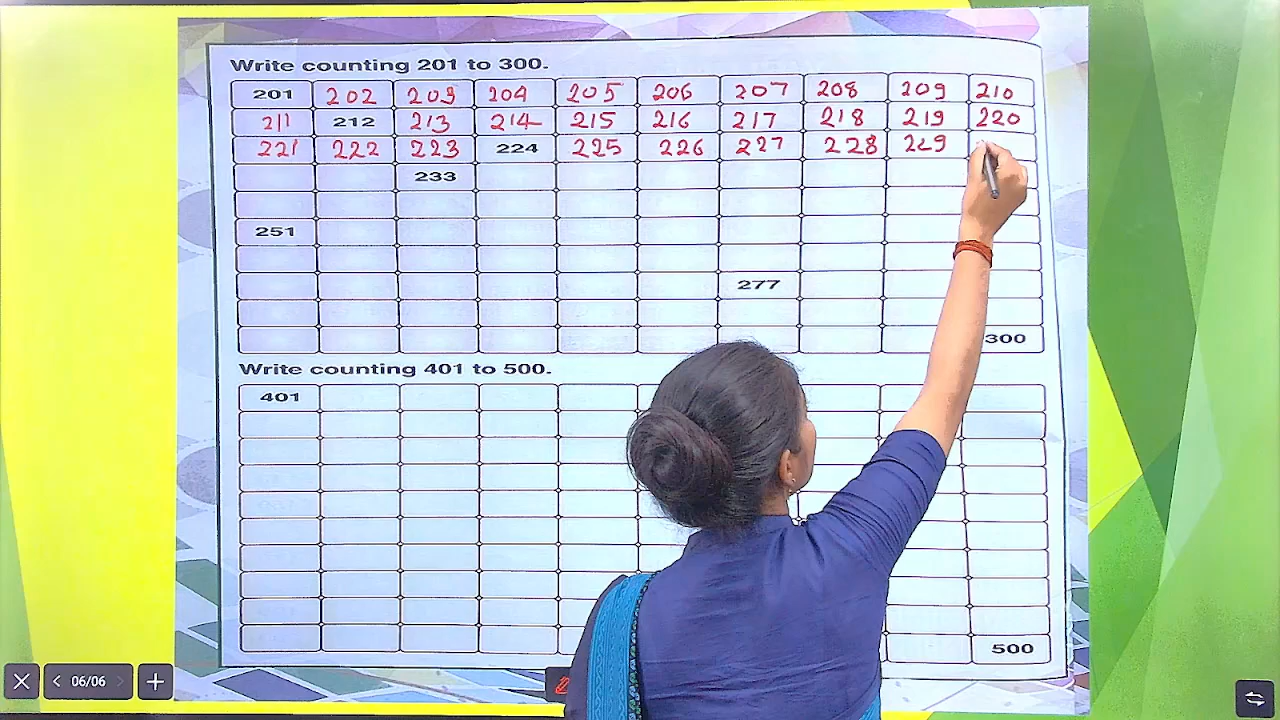 Write counting 201 to 300.
201 202 203 204 205 206 207 208 209 210
211 212 213 214 215 216 217 218 219 220
221 222 223 224 225 226 227 228 229
233
251
277
300
Write counting 401 to 500.
401
500
06/06